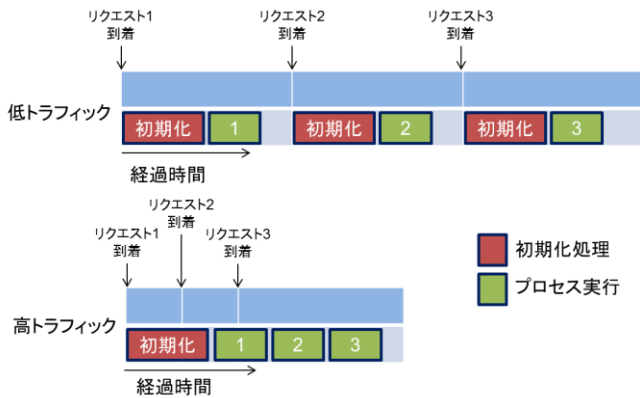 リクエスト1
到着
リクエスト2
到着
リクエスト3
到着
低トラフィック
初期化
1
初期化
2
初期化
3
経過時間
リクエスト2
到着
リクエスト1
到着
リクエスト3
到着
初期化処理
プロセス実行
高トラフィック
初期化
1
2
3
経過時間